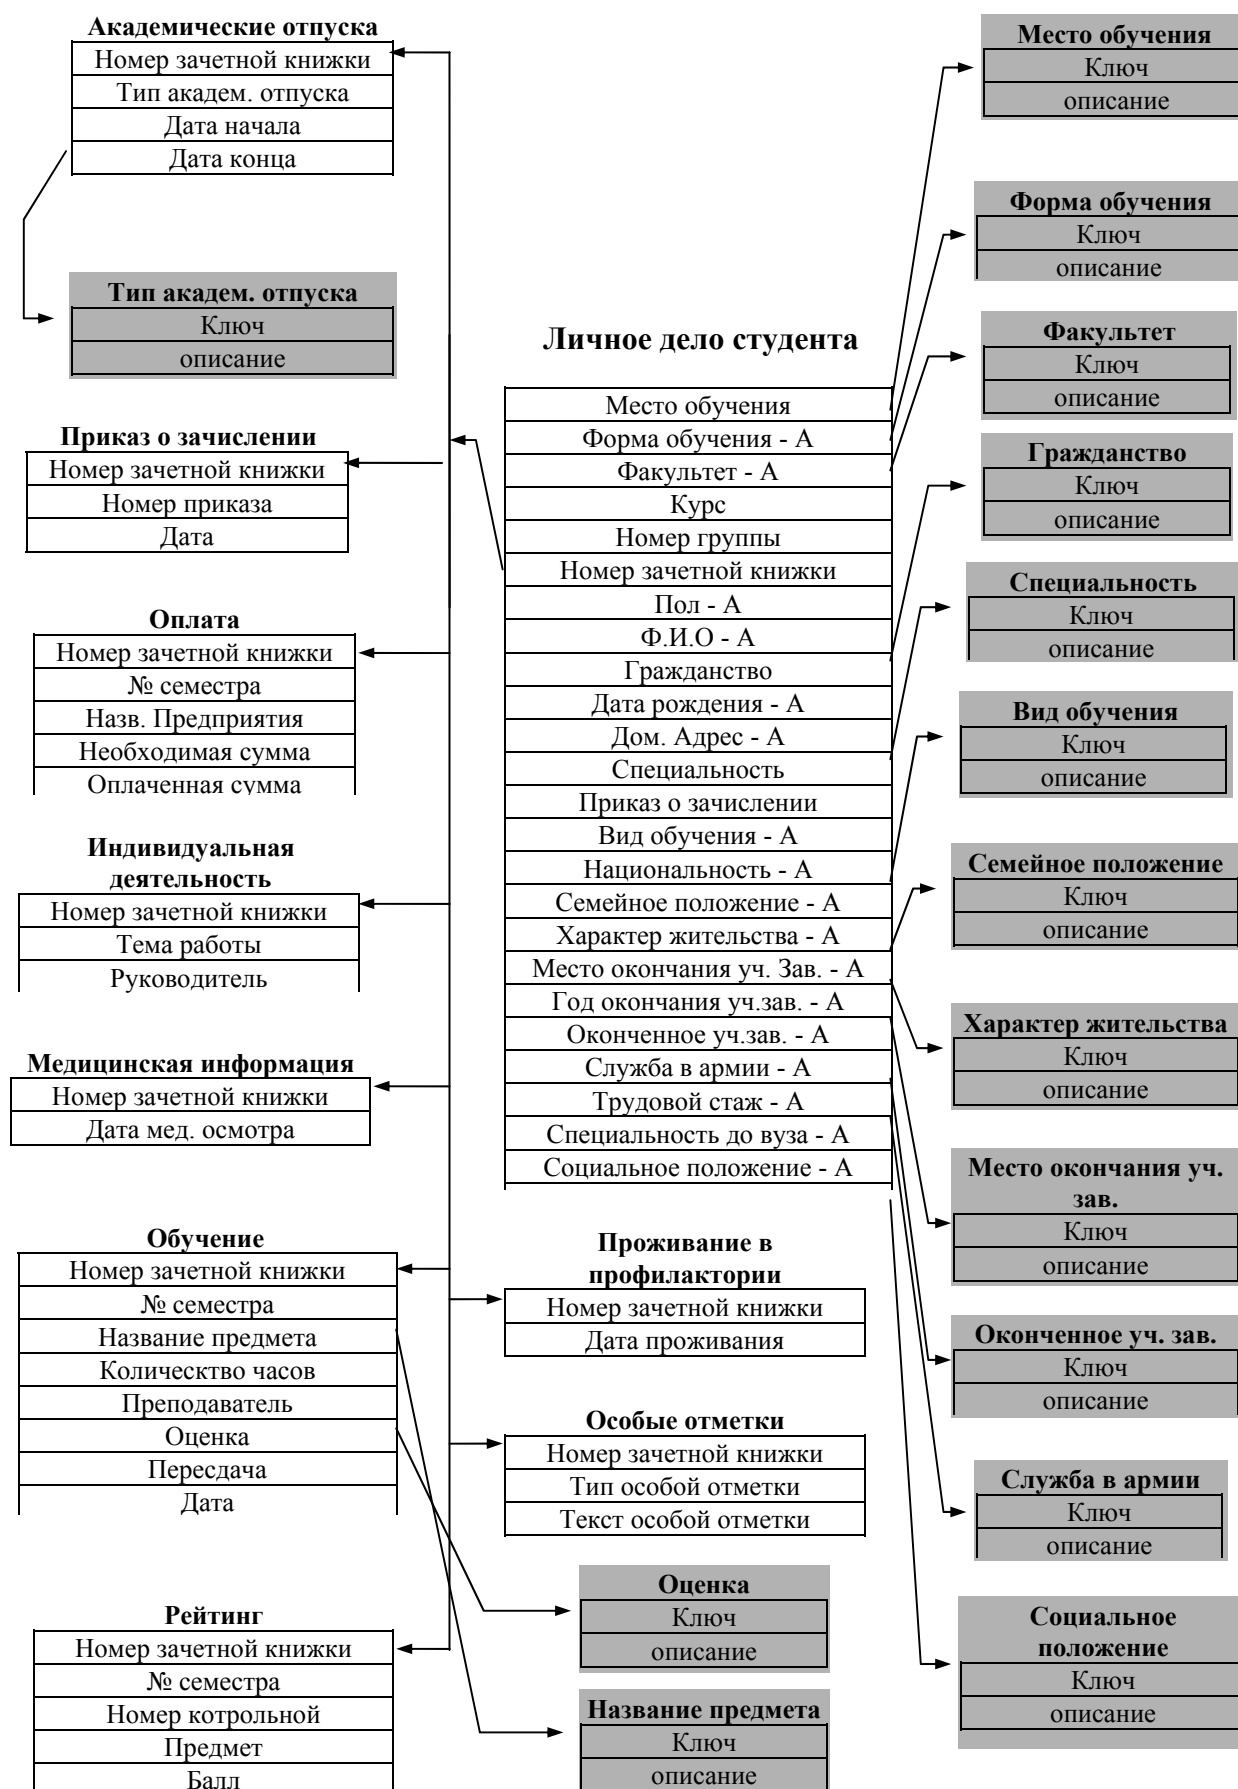 Академические отпуска
Номер зачетной книжки
Тип академ. отпуска
Дата начала
Дата конца
Тип академ. отпуска
Ключ
описание
Приказ о зачислении
Номер зачетной книжки
Номер приказа
Дата
Оплата
Номер зачетной книжки
№ семестра
Назв. Предприятия
Необходимая сумма
Оплаченная сумма
Индивидуальная
деятельность
Номер зачетной книжки
Тема работы
Руководитель
Медицинская информация
Номер зачетной книжки
Дата мед. осмотра
Обучение
Номер зачетной книжки
№ семестра
Название предмета
Колическтво часов
Преподаватель
Оценка
Пересдача
Дата
Рейтинг
Номер зачетной книжки
№ семестра
Номер котрольной
Предмет
Балл
Личное дело студента
Место обучения
Форма обучения - А
Факультет - А
Курс
Номер группы
Номер зачетной книжки
Пол - А
Ф.И.О - А
Гражданство
Дата рождения - А
Дом. Адрес - А
Специальность
Приказ о зачислении
Вид обучения - А
Национальность - А
Семейное положение - А
Характер жительства - А
Место окончания уч. Зав. - А
Год окончания уч.зав. - А
Оконченное уч.зав. - А
Служба в армии - А
Трудовой стаж - А
Специальность до вуза - А
Социальное положение - А
Проживание в
профилактории
Номер зачетной книжки
Дата проживания
Особые отметки
Номер зачетной книжки
Тип особой отметки
Текст особой отметки
Оценка
Ключ
описание
Название предмета
Ключ
описание
Место обучения
Ключ
описание
Форма обучения
Ключ
описание
Факультет
Ключ
описание
Гражданство
Ключ
описание
Специальность
Ключ
описание
Вид обучения
Ключ
описание
Семейное положение
Ключ
описание
Характер жительства
Ключ
описание
Место окончания уч.
зав.
Ключ
описание
Оконченное уч. зав.
Ключ
описание
Служба в армии
Ключ
описание
Социальное
положение
Ключ
описание